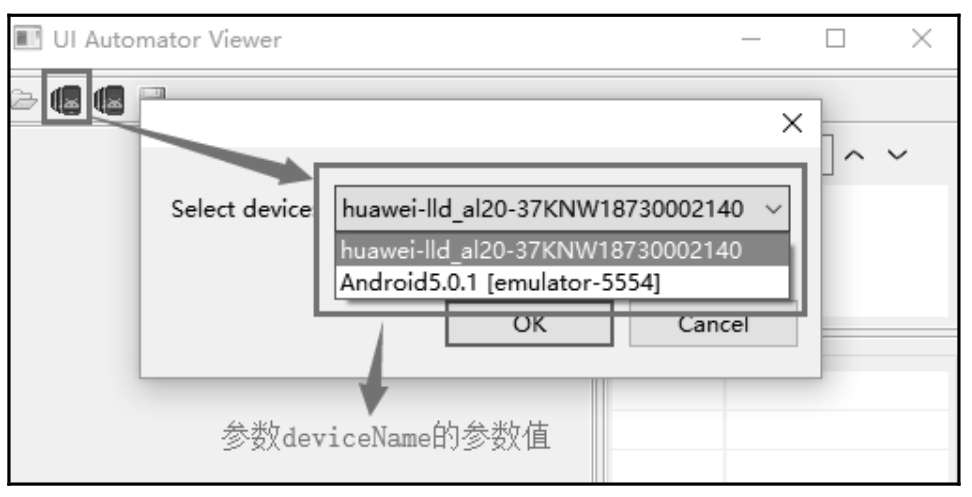 UI Automator Viewer
Select device:
huawei-lld_al20-37KNW18730002140
huawei-lld_al20-37KNW18730002140
Android5.0.1 [emulator-5554]
OK
Cancel
参数deviceName的参数值